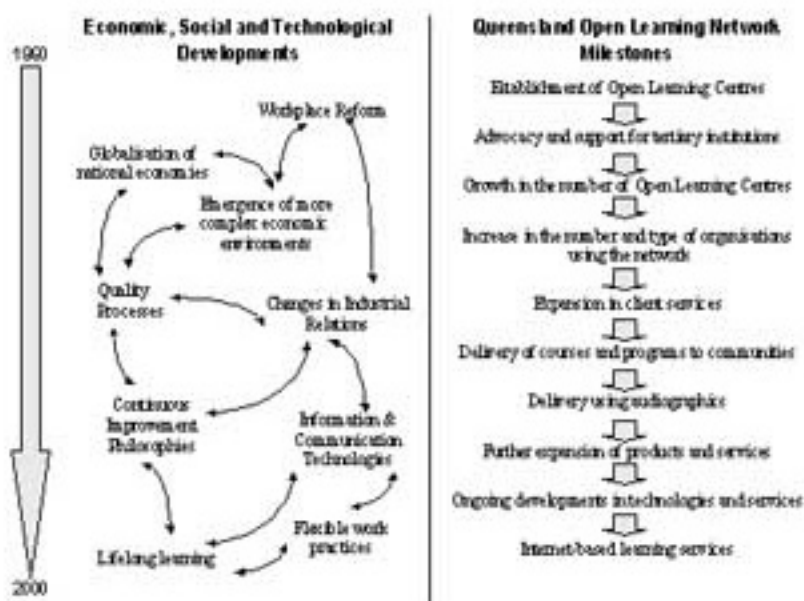 Economic, Social and Technological
Developments
1990
Workplace Reform
Globalisation of
national economies
Emergence of more
complex economic
environments
Quality
Processes
Changes in Industrial
Relations
Continuous
Improvement
Philosophies
Information &
Communication
Technologies
Flexible work
practices
Lifelong learning
2000
Queensland Open Learning Network
Milestones
Establishment of Open Learning Centres
Advocacy and support for tertiary institutions
Growth in the number of Open Learning Centres
Increase in the number and type of organisations
using the network
Expansion in client services
Delivery of courses and programs to communities
Delivery using audiographics
Further expansion of products and services
Ongoing developments in technologies and services
Internet-based learning services